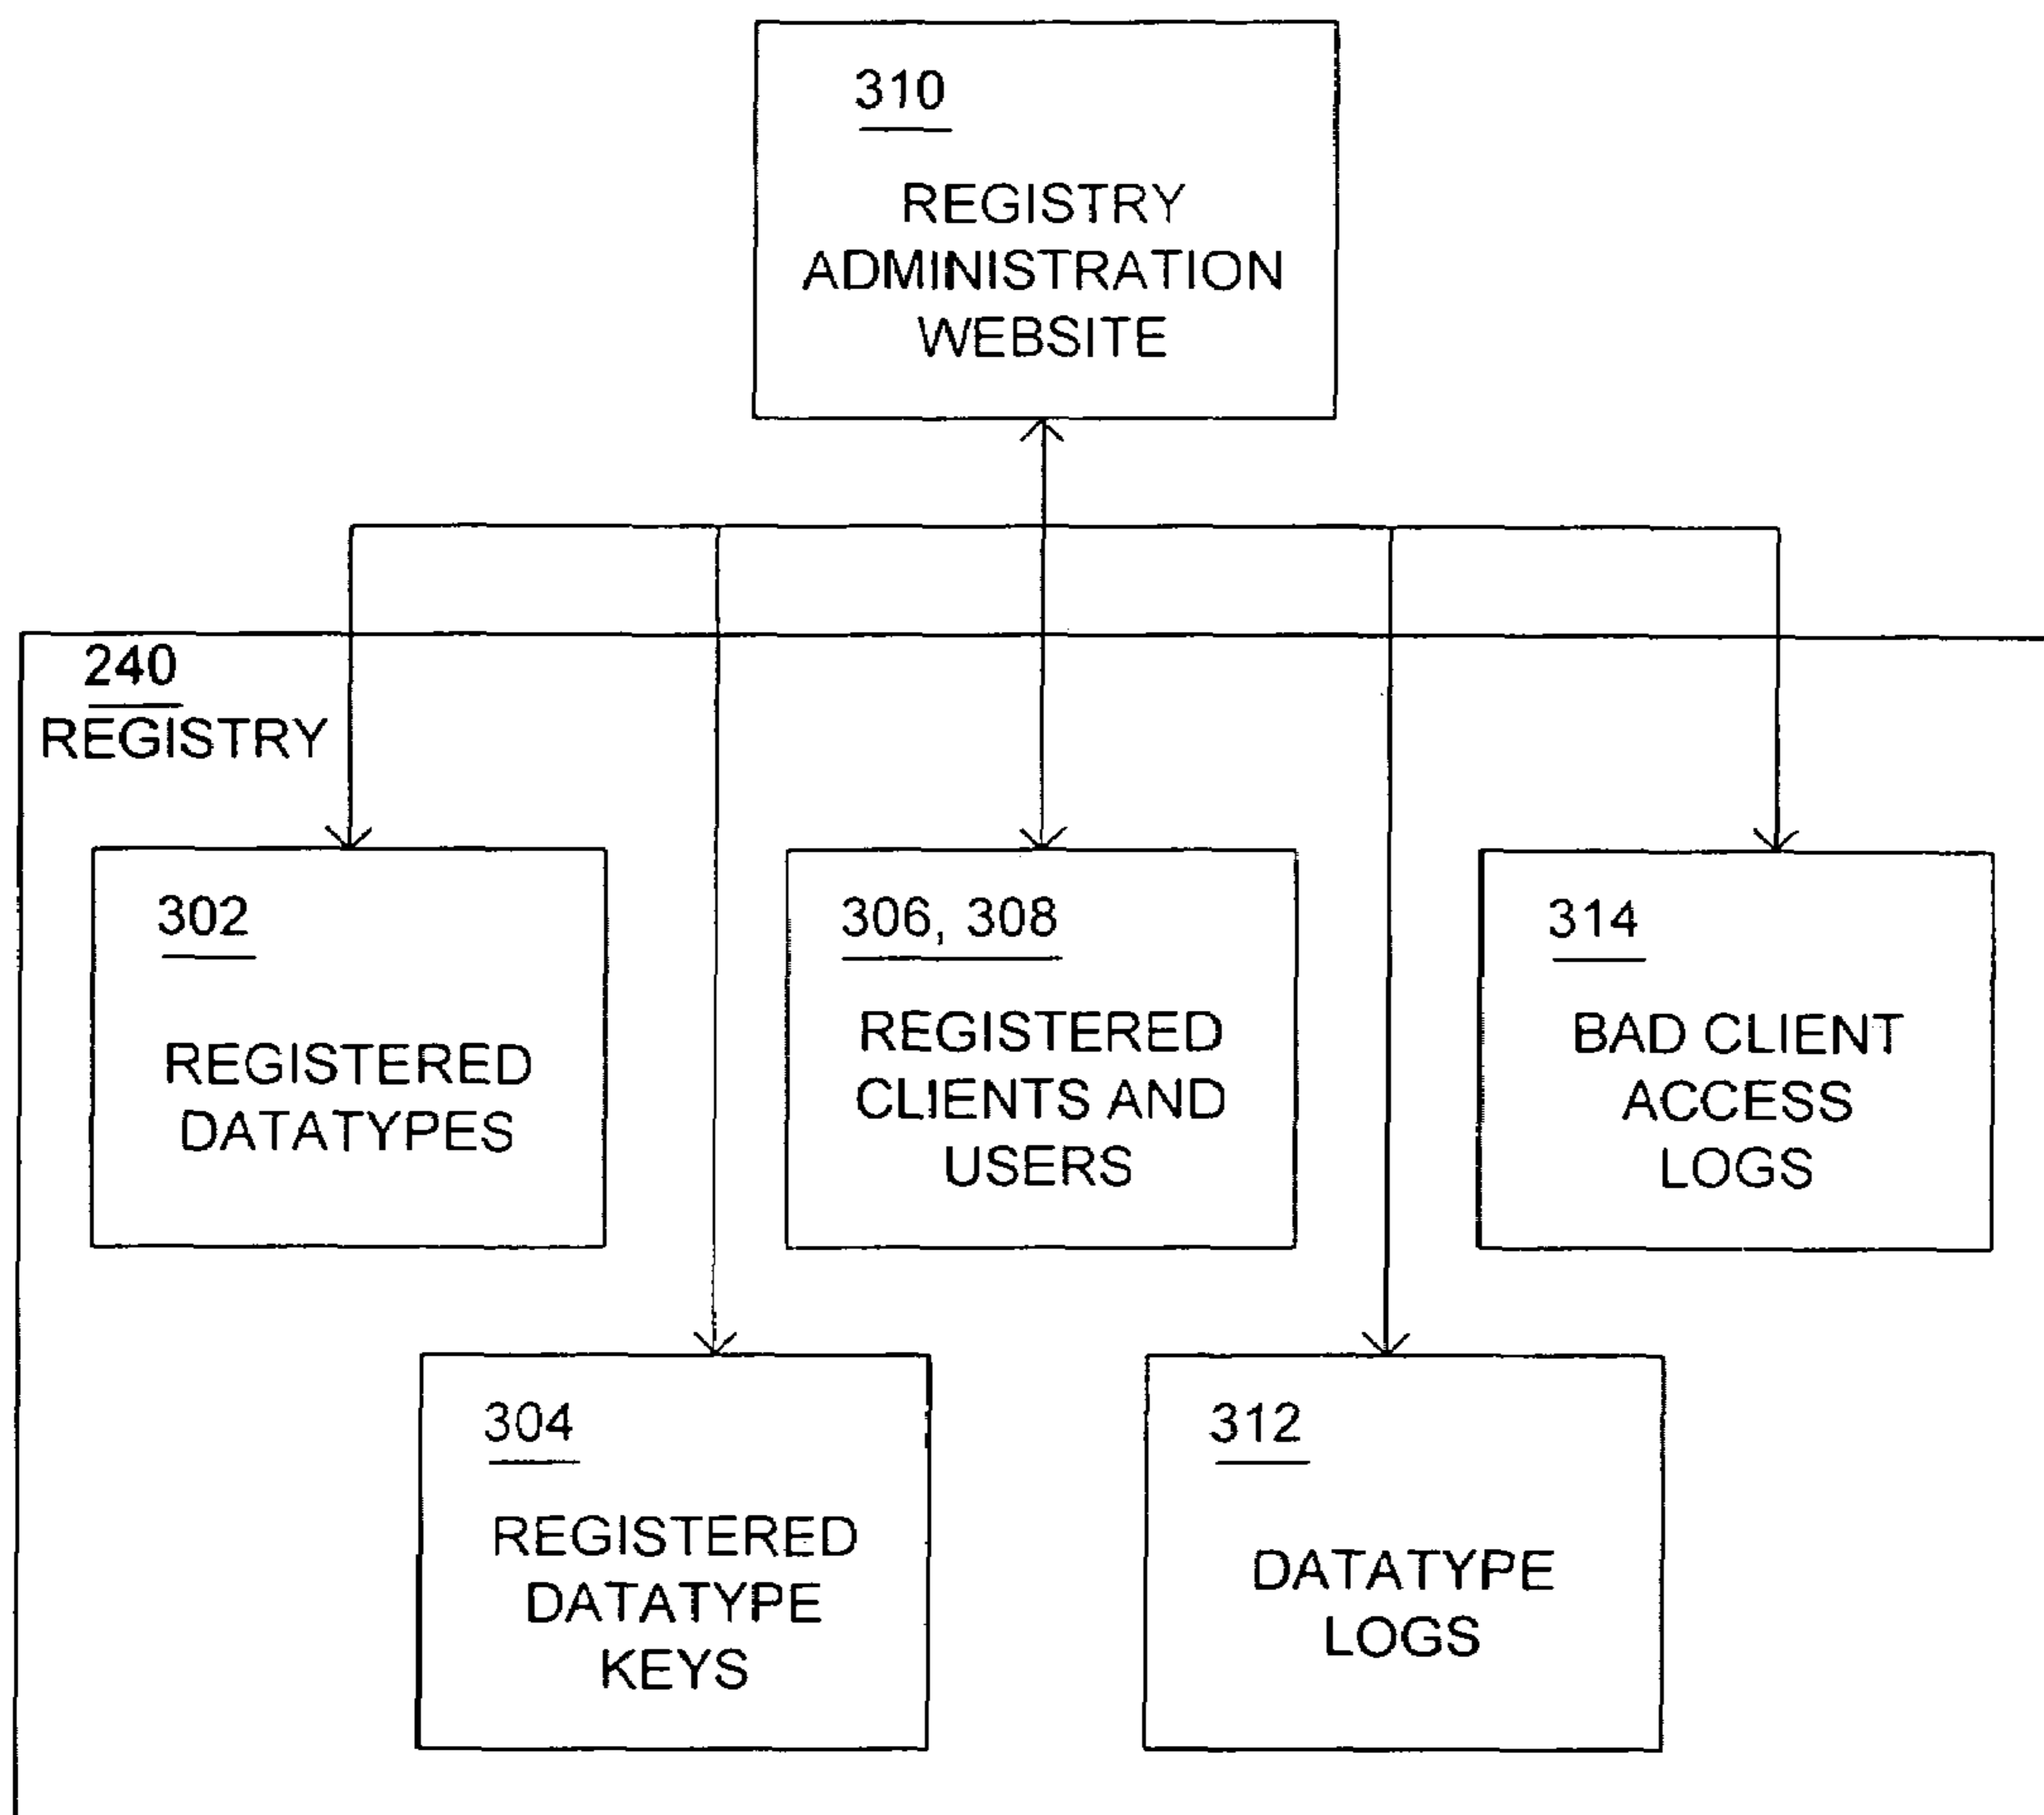 310
REGISTRY
ADMINISTRATION
WEBSITE
240
REGISTRY
302
REGISTERED
DATATYPES
306, 308
REGISTERED
CLIENTS AND
USERS
314
BAD CLIENT
ACCESS
LOGS
304
REGISTERED
DATATYPE
KEYS
312
DATATYPE
LOGS